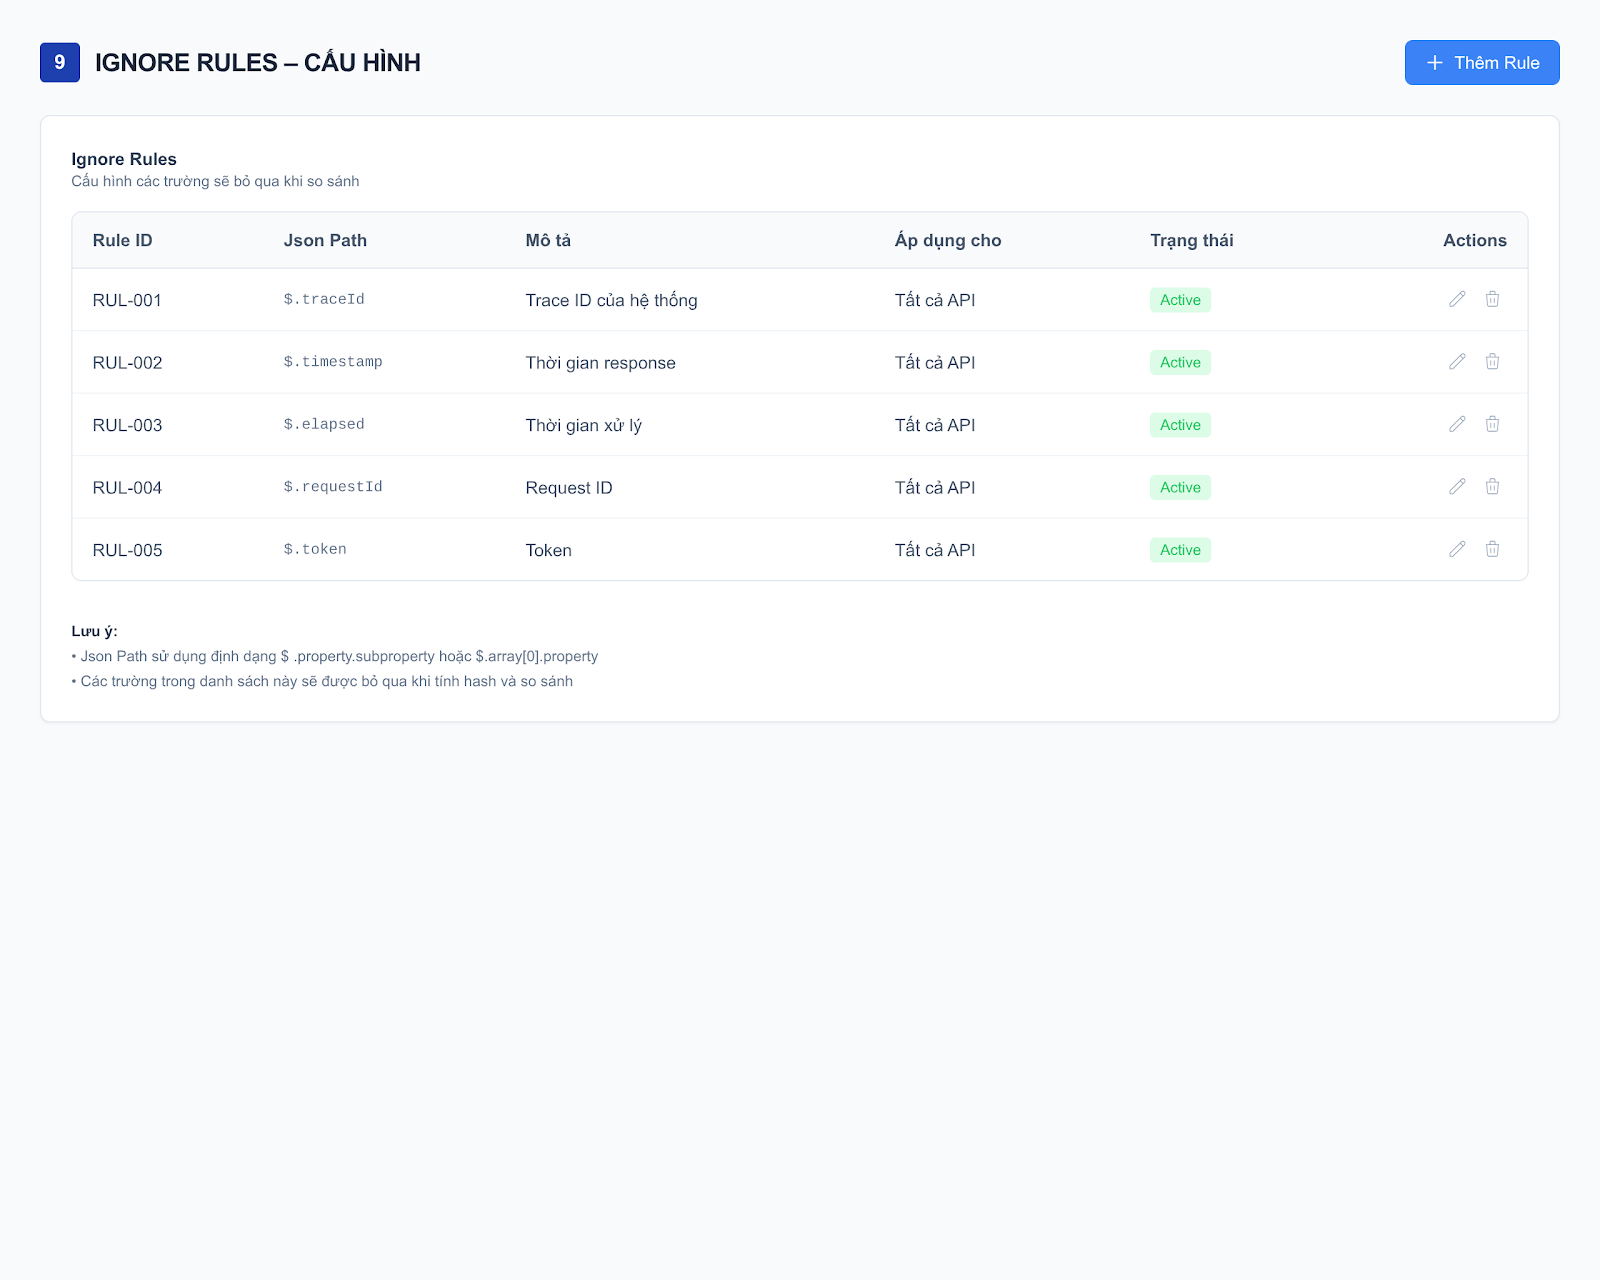 9 IGNORE RULES – CẤU HÌNH
Thêm Rule
Ignore Rules
Cấu hình các trường sẽ bỏ qua khi so sánh
Rule ID Json Path Mô tả Áp dụng cho Trạng thái Actions
RUL-001 $.traceId Trace ID của hệ thống Tất cả API Active
RUL-002 $.timestamp Thời gian response Tất cả API Active
RUL-003 $.elapsed Thời gian xử lý Tất cả API Active
RUL-004 $.requestId Request ID Tất cả API Active
RUL-005 $.token Token Tất cả API Active
Lưu ý:
• Json Path sử dụng định dạng $ .property.subproperty hoặc $.array[0].property
• Các trường trong danh sách này sẽ được bỏ qua khi tính hash và so sánh